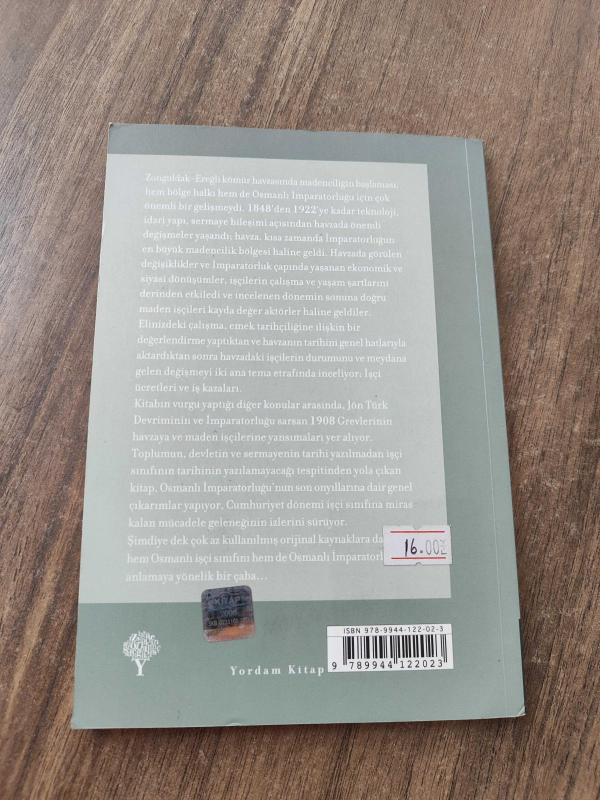 Zonguldak-Ereğli kömür havzasında madenciliğin başlaması,
hem bölge halkı hem de Osmanlı İmparatorluğu için çok
önemli bir gelişmeydi. 1848'den 1922'ye kadar teknoloji,
idari yapı, sermaye bileşimi açısından havzada önemli
değişmeler yaşandı; havza, kısa zamanda İmparatorluğun
en büyük madencilik bölgesi haline geldi. Havzada görülen
değişiklikler ve İmparatorluk çapında yaşanan ekonomik ve
siyasi dönüşümler, işçilerin çalışma ve yaşam şartlarını
derinden etkiledi ve incelenen dönemin sonuna doğru
maden işçileri kayda değer aktörler haline geldiler.
Elinizdeki çalışma, emek tarihçiliğine ilişkin bir
değerlendirme yaptıktan ve havzanın tarihini genel hatlarıyla
aktardıktan sonra havzadaki işçilerin durumunu ve meydana
gelen değişmeyi iki ana tema etrafında inceliyor: İşçi
ücretleri ve iş kazaları.
Kitabın vurgu yaptığı diğer konular arasında, Jön Türk
Devriminin ve İmparatorluğu sarsan 1908 Grevlerinin
havzaya ve maden işçilerine yansımaları yer alıyor.
Toplumun, devletin ve sermayenin tarihi yazılmadan işçi
sınıfının tarihinin yazılamayacağı tespitinden yola çıkan
kitap, Osmanlı İmparatorluğu'nun son onyıllarına dair genel
çıkarımlar yapıyor, Cumhuriyet dönemi işçi sınıfına miras
kalan mücadele geleneğinin izlerini sürüyor.
Şimdiye dek çok az kullanılmış orijinal kaynaklara da
hem Osmanlı işçi sınıfını hem de Osmanlı İmparatorl
anlamaya yönelik bir çaba...
16.00
KİTAP
Yordam Kitap
ISBN 978-9944-122-02-3
9 789944 122023